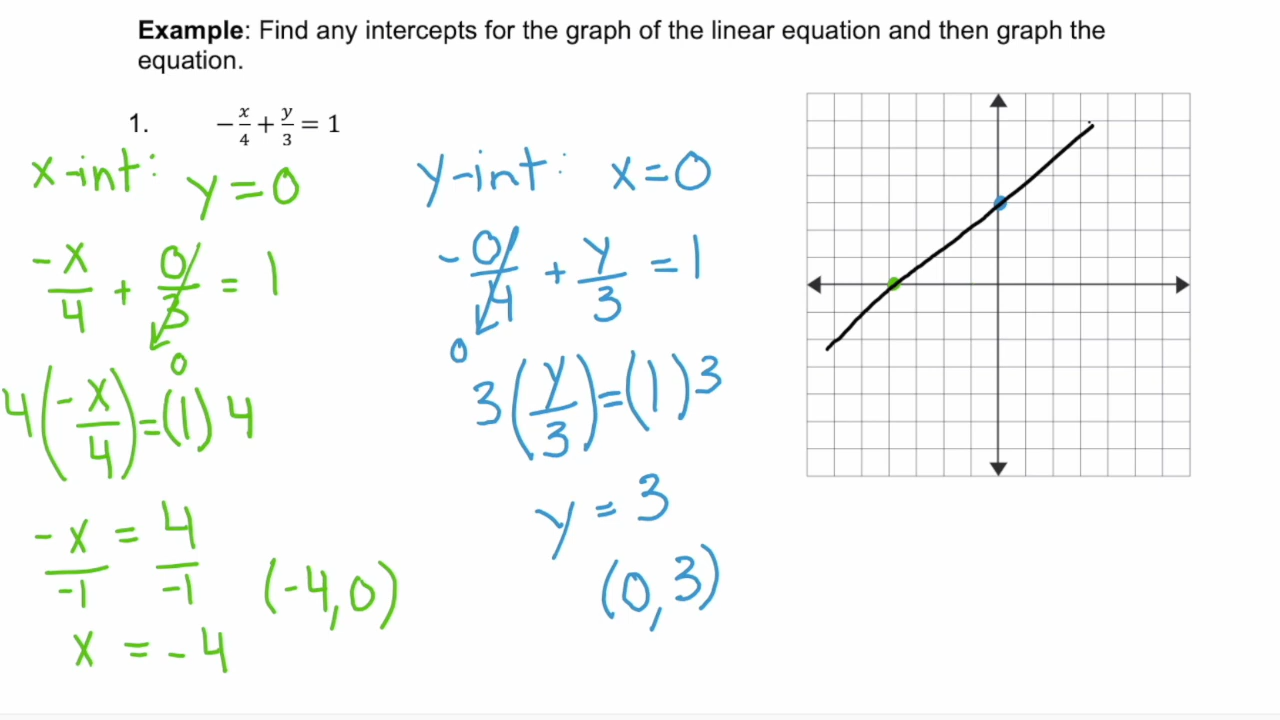 Example: Find any intercepts for the graph of the linear equation and then graph the
equation.
1. -x/4 + y/3 = 1
x-int: y = 0
-x/4 + 0/3 = 1
0
4(-x/4) = (1)4
-x/-1 = 4/-1
x = -4
(-4,0)
y-int: x = 0
-0/4 + y/3 = 1
0
3(y/3) = (1)3
y = 3
(0,3)